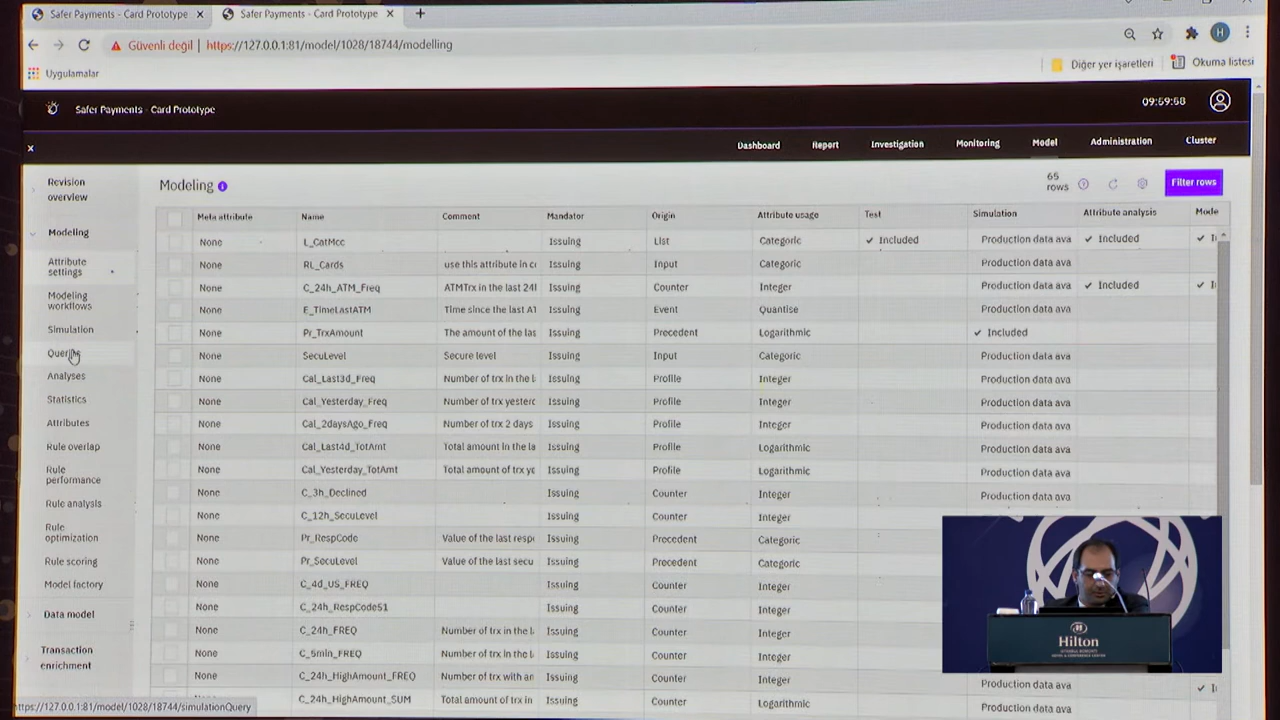 Safer Payments - Card Prototype × Safer Payments - Card Prototype × +
Güvenli değil | https://127.0.0.1:81/model/1028/18744/modelling H
Uygulamalar Diğer yer işaretleri Okuma listesi
Safer Payments - Card Prototype 09:59:58
x Dashboard Report Investigation Monitoring Model Administration Cluster
Revision overview
Modeling
Attribute settings
Modeling workflows
Simulation
Queries
Analyses
Statistics
Attributes
Rule overlap
Rule performance
Rule analysis
Rule optimization
Rule scoring
Model factory
Data model
Transaction enrichment
Modeling 65 rows Filter rows
Meta attribute Name Comment Mandator Origin Attribute usage Test Simulation Attribute analysis Mode
None L_CatMcc Issuing List Categoric Included Production data ava Included
None RL_Cards use this attribute in c Issuing Input Categoric Production data ava
None C_24h_ATM_Freq ATMTrx in the last 24 Issuing Counter Integer Production data ava Included
None E_TimeLastATM Time since the last A Issuing Event Quantise Production data ava
None Pr_TrxAmount The amount of the las Issuing Precedent Logarithmic Included
None SecuLevel Secure level Issuing Input Categoric Production data ava
None Cal_Last3d_Freq Number of trx in the l Issuing Profile Integer Production data ava
None Cal_Yesterday_Freq Number of trx yesterc Issuing Profile Integer Production data ava
None Cal_2daysAgo_Freq Number of trx 2 days Issuing Profile Integer Production data ava
None Cal_Last4d_TotAmt Total amount in the la Issuing Profile Logarithmic Production data ava
None Cal_Yesterday_TotAmt Total amount of trx ye Issuing Profile Logarithmic Production data ava
None C_3h_Declined Issuing Counter Integer Production data ava
None C_12h_SecuLevel Issuing Counter Integer
None Pr_RespCode Value of the last resp Issuing Precedent Categoric
None Pr_SecuLevel Value of the last secu Issuing Precedent Categoric
None C_4d_US_FREQ Issuing Counter Integer
None C_24h_RespCode51 Issuing Counter Integer
None C_24h_FREQ Number of trx in the l Issuing Counter Integer
None C_5min_FREQ Number of trx in the l Issuing Counter Integer
None C_24h_HighAmount_FREQ Number of trx with an Issuing Counter Integer Production data ava
C_24h_HighAmount_SUM Total amount of trx in Issuing Counter Logarithmic Production data ava
https://127.0.0.1:81/model/1028/18744/simulationQuery
Hilton